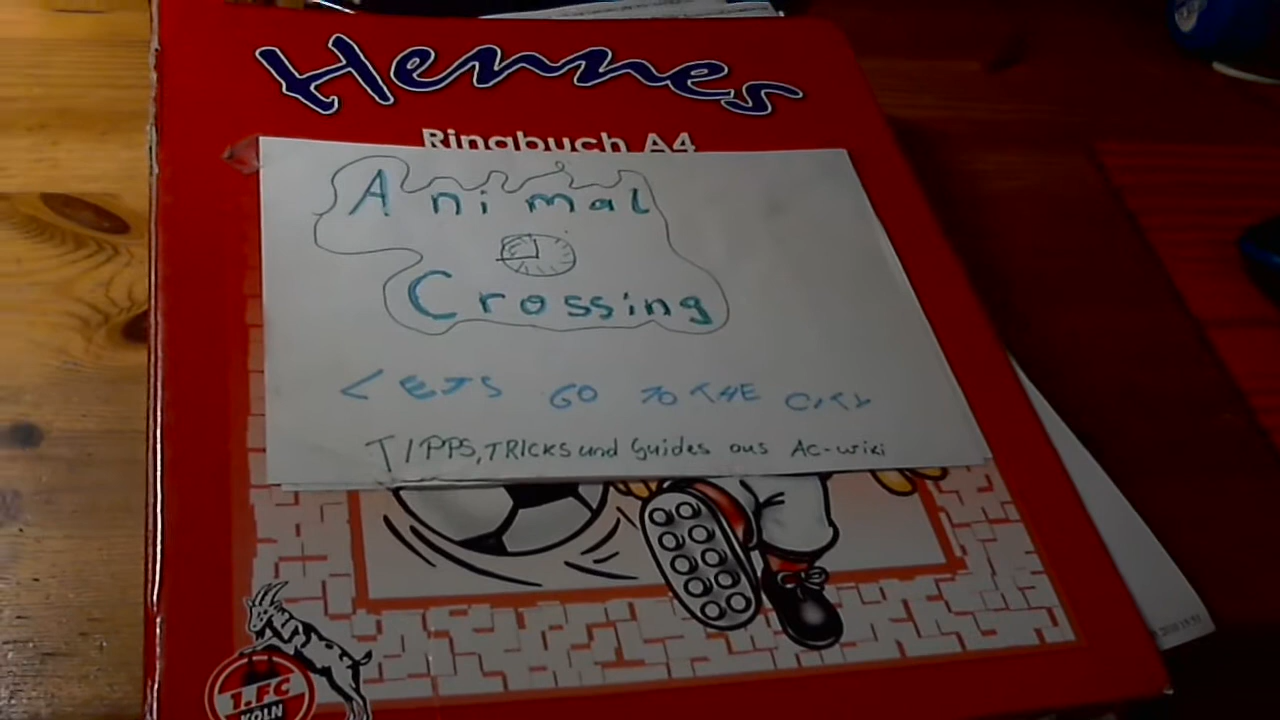 Hennes
Ringbuch A4
Animal
Crossing
LETS GO TO THE CITY
TIPPS, TRICKS und Guides aus AC-wiki
1.FC
KÖLN